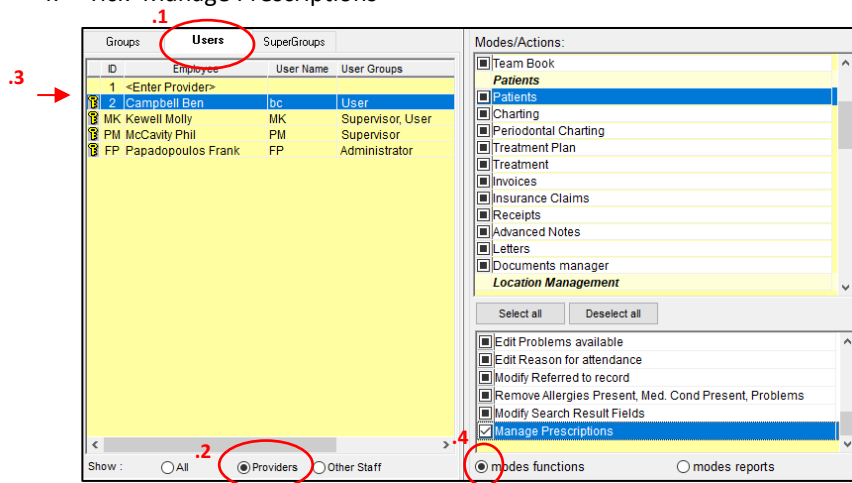 .1
Groups Users SuperGroups
ID Employee User Name User Groups
.3
1 <Enter Provider>
2 Campbell Ben bc User
MK Kewell Molly MK Supervisor, User
PM McCavity Phil PM Supervisor
FP Papadopoulos Frank FP Administrator
.2
Show : All Providers Other Staff
Modes/Actions:
Team Book
Patients
Patients
Charting
Periodontal Charting
Treatment Plan
Treatment
Invoices
Insurance Claims
Receipts
Advanced Notes
Letters
Documents manager
Location Management
Select all Deselect all
Edit Problems available
Edit Reason for attendance
Modify Referred to record
Remove Allergies Present, Med. Cond Present, Problems
Modify Search Result Fields
.4
Manage Prescriptions
modes functions modes reports